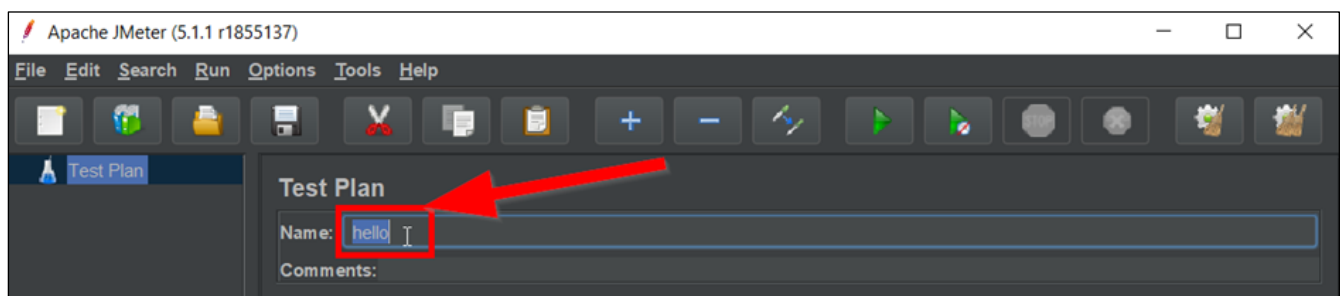 Apache JMeter (5.1.1 r1855137)
File Edit Search Run Options Tools Help
STOP
Test Plan
Test Plan
Name: hello
Comments: